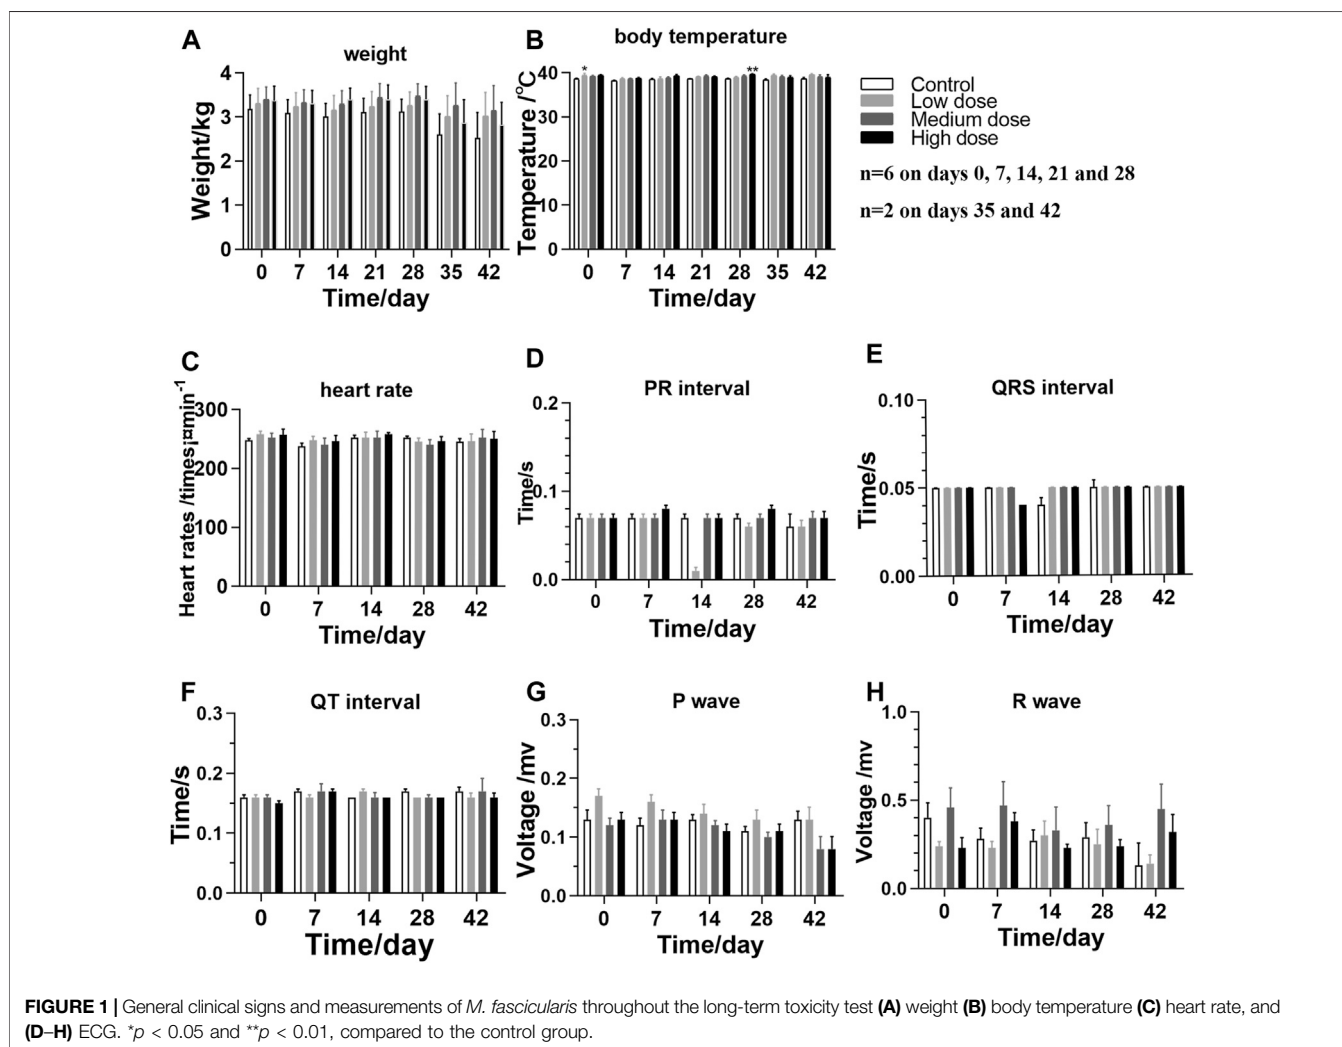 A
weight
Weight/kg
4
3
2
1
0
0 7 14 21 28 35 42
Time/day
B
body temperature
Temperature /°C
40
30
20
10
0
*
**
0 7 14 21 28 35 42
Time/day
Control
Low dose
Medium dose
High dose
n=6 on days 0, 7, 14, 21 and 28
n=2 on days 35 and 42
C
heart rate
Heart rates /times¡¤min⁻¹
300
200
100
0
0 7 14 28 42
Time/day
D
PR interval
Time/s
0.2
0.1
0.0
0 7 14 28 42
Time/day
E
QRS interval
Time/s
0.10
0.05
0.00
0 7 14 28 42
Time/day
F
QT interval
Time/s
0.3
0.2
0.1
0.0
0 7 14 28 42
Time/day
G
P wave
Voltage /mv
0.3
0.2
0.1
0.0
0 7 14 28 42
Time/day
H
R wave
Voltage /mv
1.0
0.5
0.0
0 7 14 28 42
Time/day
FIGURE 1 | General clinical signs and measurements of M. fascicularis throughout the long-term toxicity test (A) weight (B) body temperature (C) heart rate, and
(D–H) ECG. *p < 0.05 and **p < 0.01, compared to the control group.